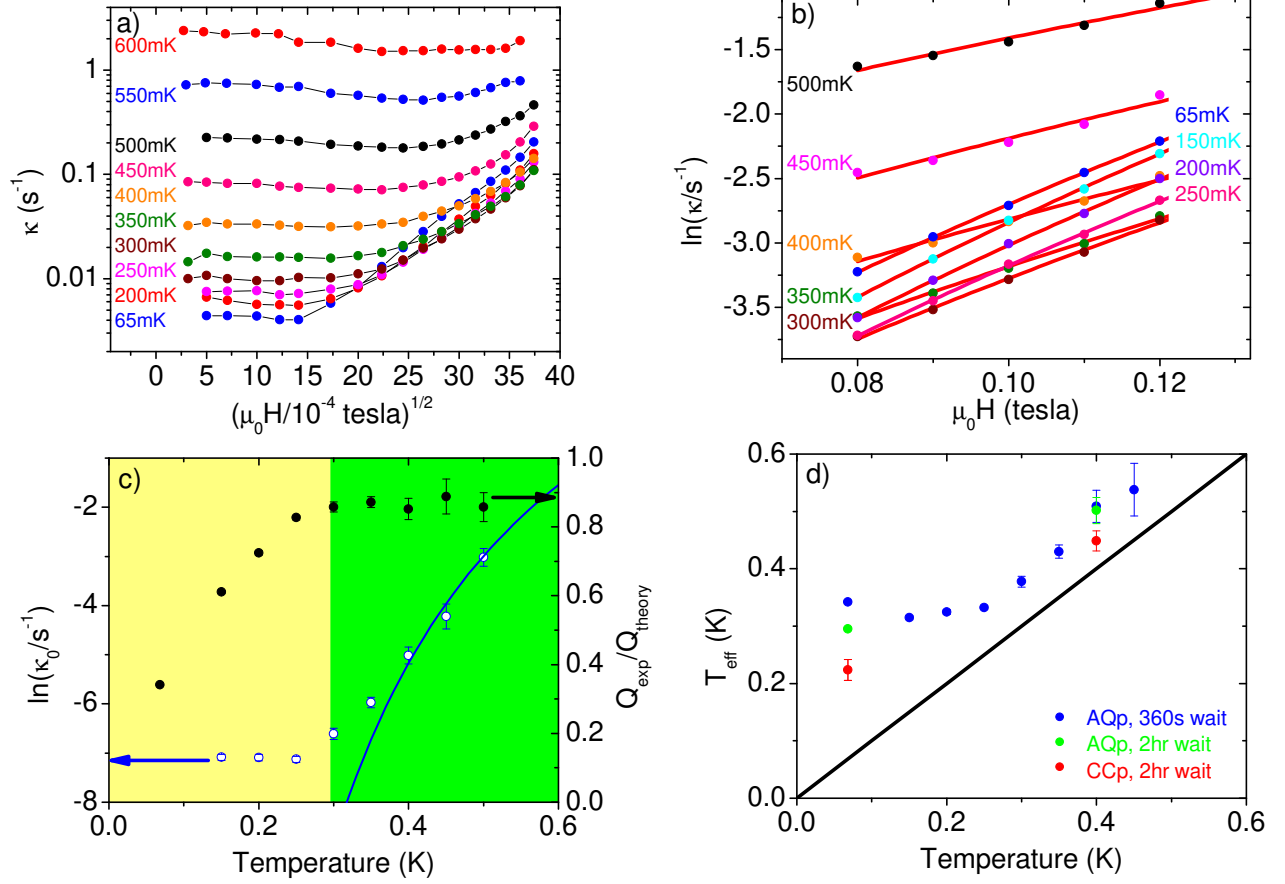 a)
600mK
550mK
500mK
450mK
400mK
350mK
300mK
250mK
200mK
65mK
1
0.1
0.01
κ (s⁻¹)
0 5 10 15 20 25 30 35 40
(μ₀H/10⁻⁴ tesla)^1/2
b)
500mK
450mK
400mK
350mK
300mK
65mK
150mK
200mK
250mK
-1.5
-2.0
-2.5
-3.0
-3.5
ln(κ/s⁻¹)
0.08 0.10 0.12
μ₀H (tesla)
c)
-2
-4
-6
-8
ln(κ₀/s⁻¹)
1.0
0.8
0.6
0.4
0.2
0.0
Q_exp/Q_theory
0.0 0.2 0.4 0.6
Temperature (K)
d)
0.6
0.4
0.2
0.0
T_eff (K)
AQp, 360s wait
AQp, 2hr wait
CCp, 2hr wait
0.0 0.2 0.4 0.6
Temperature (K)